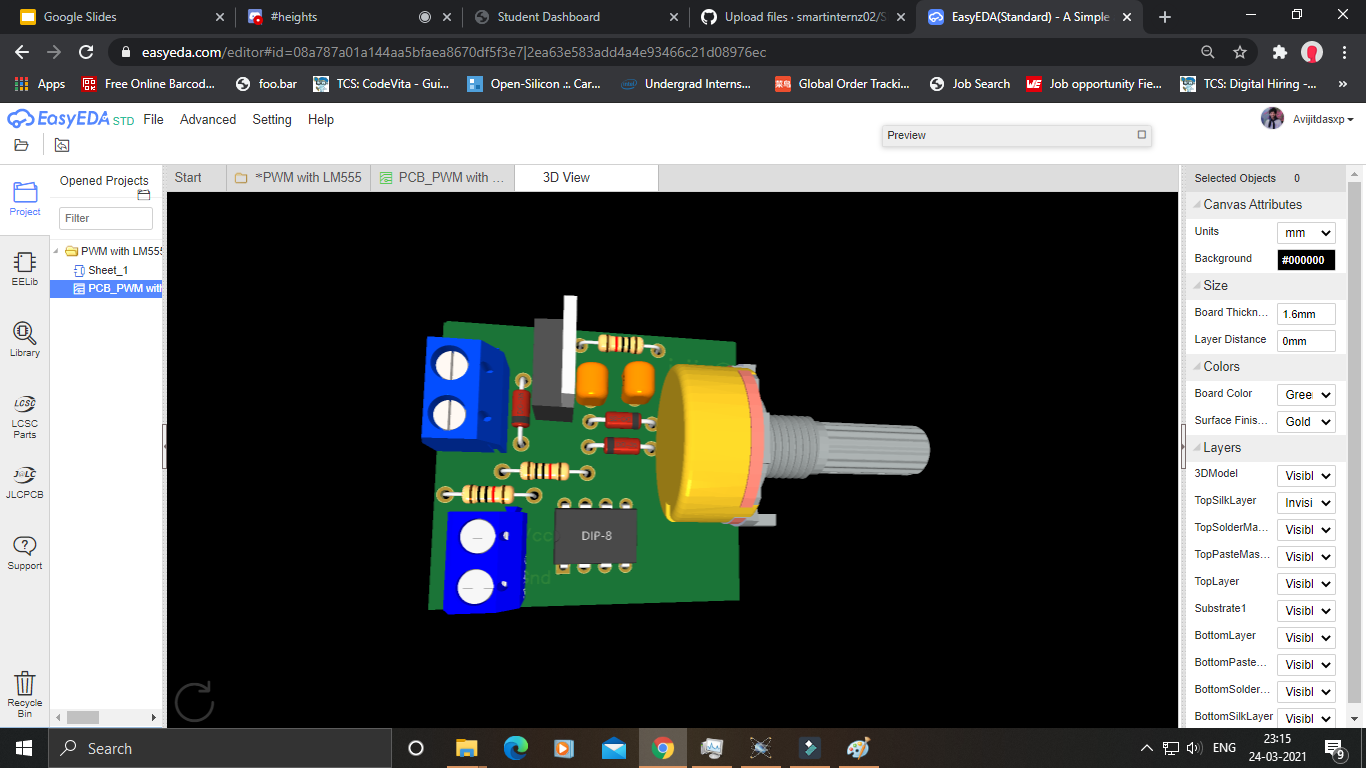 Google Slides
#heights
Student Dashboard
Upload files · smartinternz02/S
EasyEDA(Standard) - A Simple
easyeda.com/editor#id=08a787a01a144aa5bfaea8670df5f3e7|2ea63e583add4a4e93466c21d08976ec
Apps
Free Online Barcod...
foo.bar
TCS: CodeVita - Gui...
Open-Silicon .:. Car...
Undergrad Interns...
Global Order Tracki...
Job Search
Job opportunity Fie...
TCS: Digital Hiring -...
»
EasyEDA STD
File
Advanced
Setting
Help
Preview
Avijitdasxp
Project
EELib
Library
LCSC
LCSC
Parts
JLCPCB
Support
Recycle
Bin
Opened Projects
Filter
PWM with LM555
Sheet_1
PCB_PWM with
Start
*PWM with LM555
PCB_PWM with ...
3D View
DIP-8
Selected Objects 0
Canvas Attributes
Units mm
Background #000000
Size
Board Thickn... 1.6mm
Layer Distance 0mm
Colors
Board Color Green
Surface Finis... Gold
Layers
3DModel Visibl
TopSilkLayer Invisi
TopSolderMa... Visibl
TopPasteMas... Visibl
TopLayer Visibl
Substrate1 Visibl
BottomLayer Visibl
BottomPaste... Visibl
BottomSolder... Visibl
BottomSilkLayer Visibl
Search
ENG
23:15
24-03-2021
9